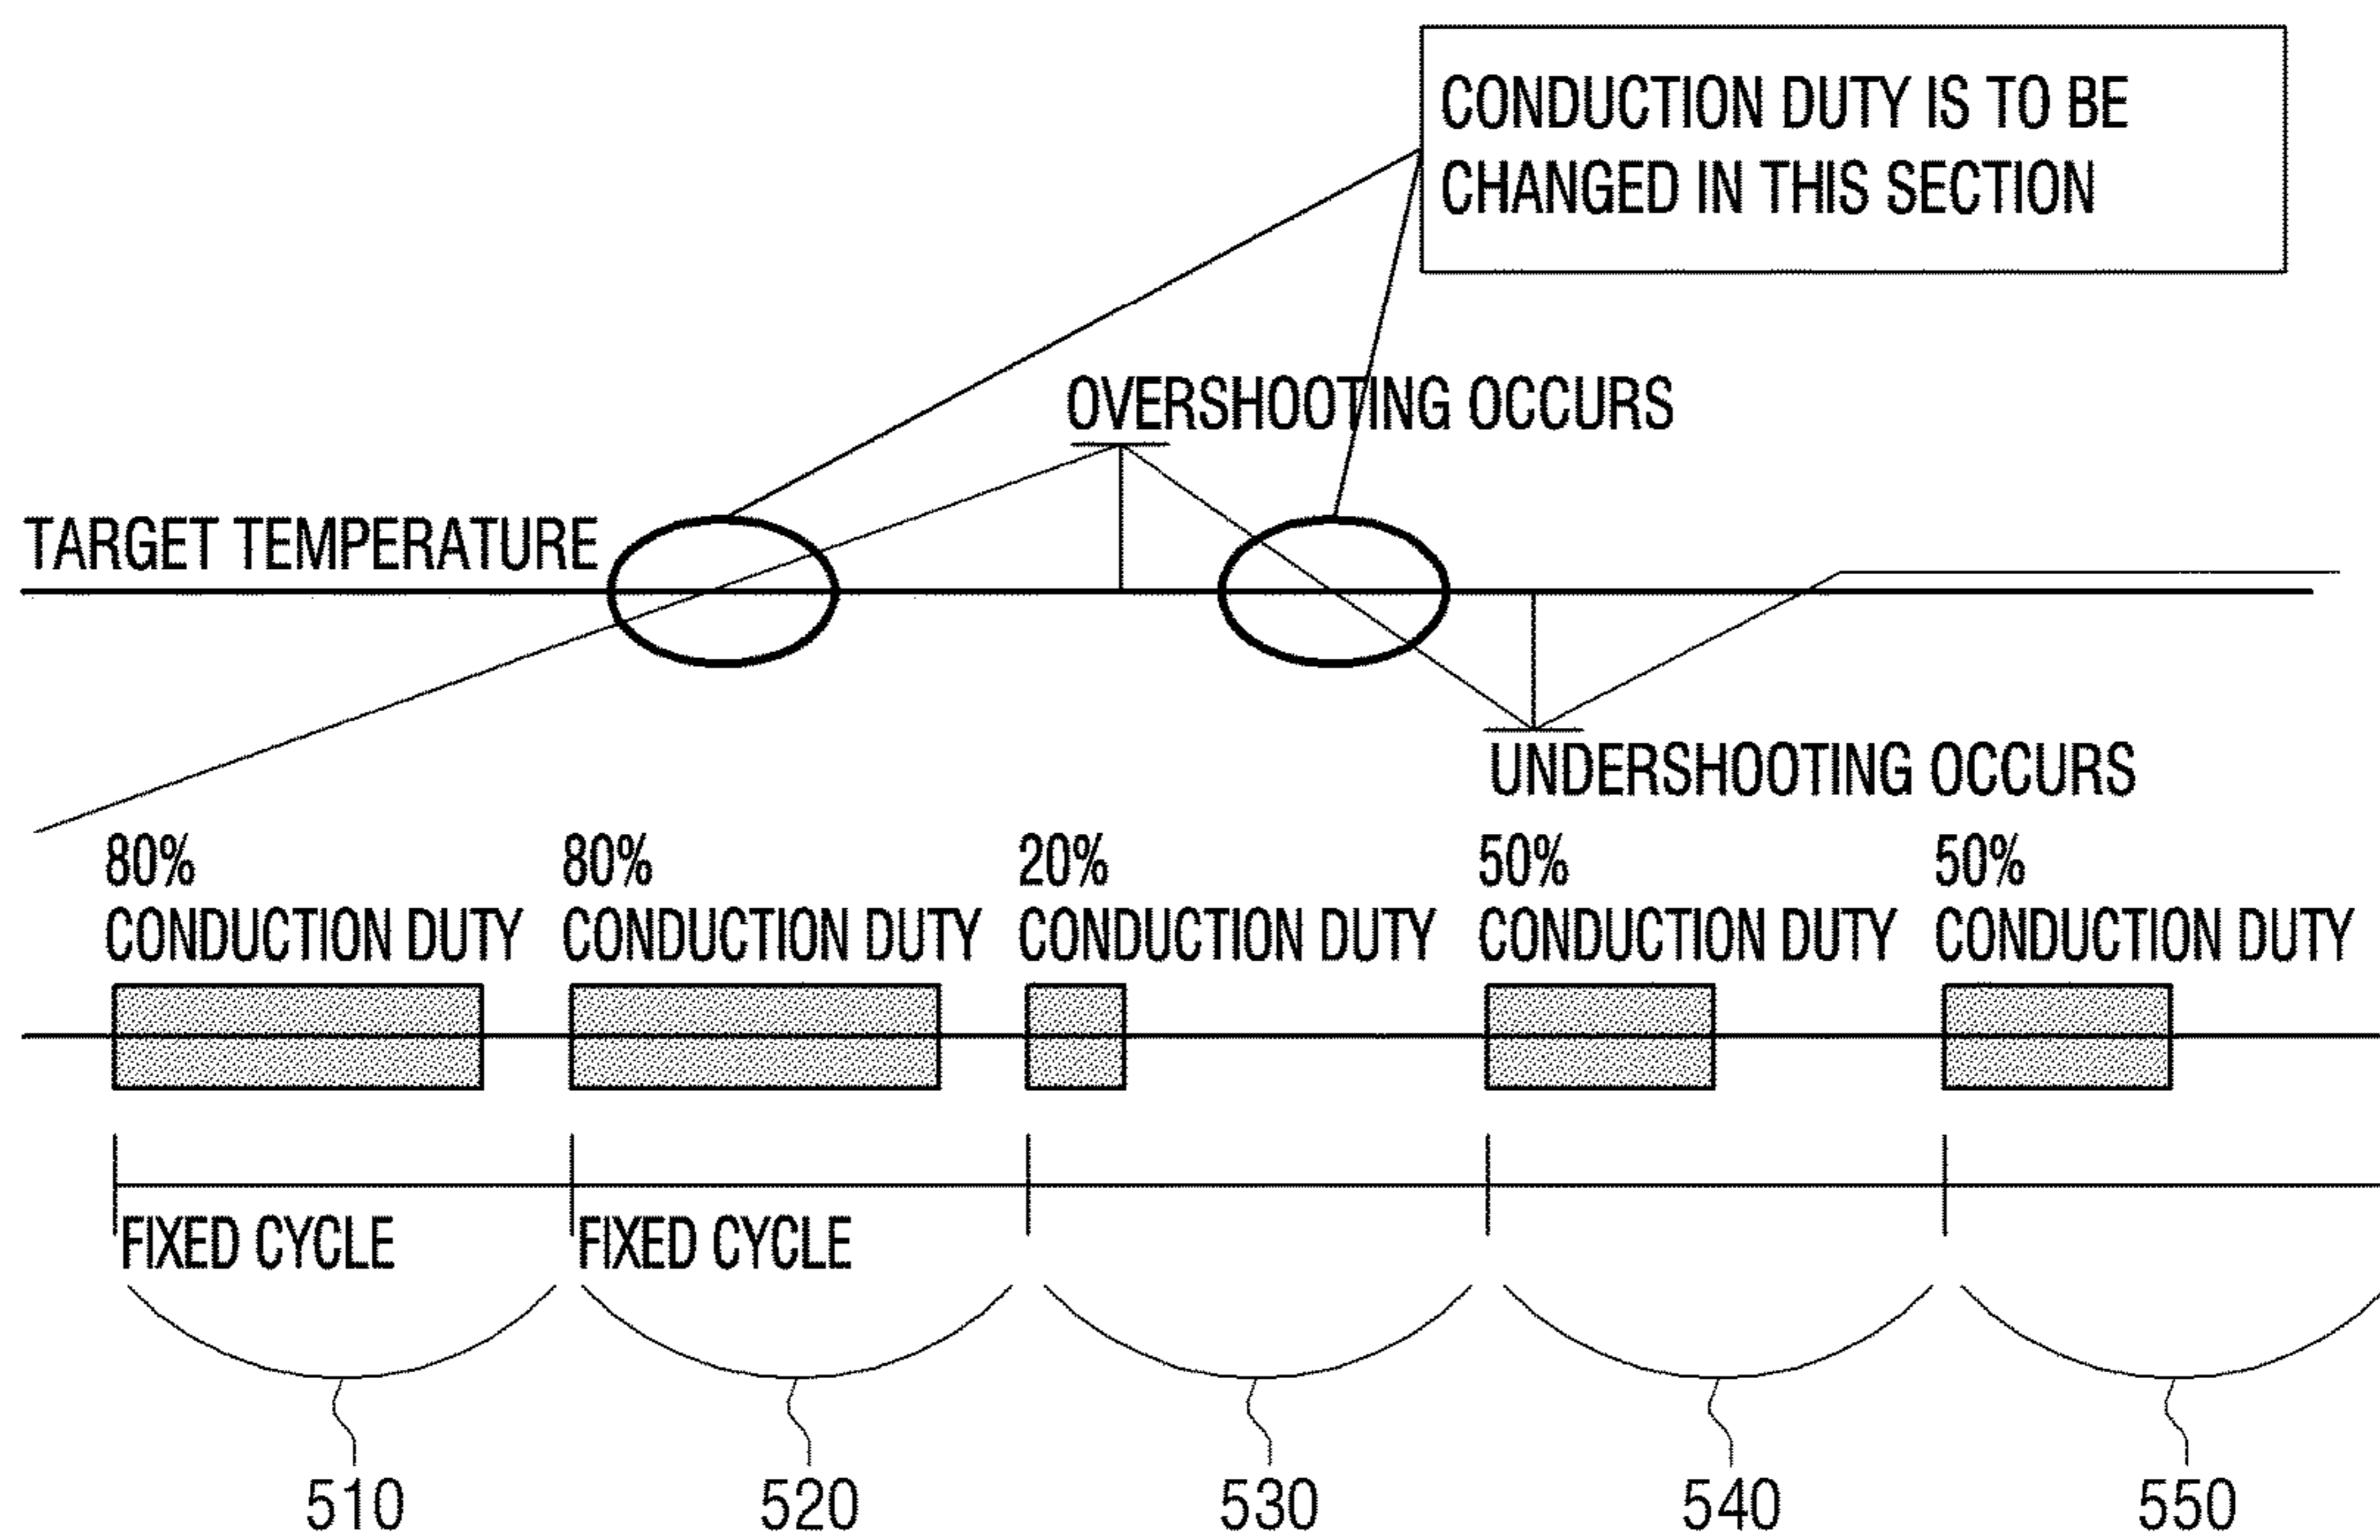 CONDUCTION DUTY IS TO BE
CHANGED IN THIS SECTION
OVERSHOOTING OCCURS
TARGET TEMPERATURE
UNDERSHOOTING OCCURS
80%
CONDUCTION DUTY
80%
CONDUCTION DUTY
20%
CONDUCTION DUTY
50%
CONDUCTION DUTY
50%
CONDUCTION DUTY
FIXED CYCLE
FIXED CYCLE
510
520
530
540
550